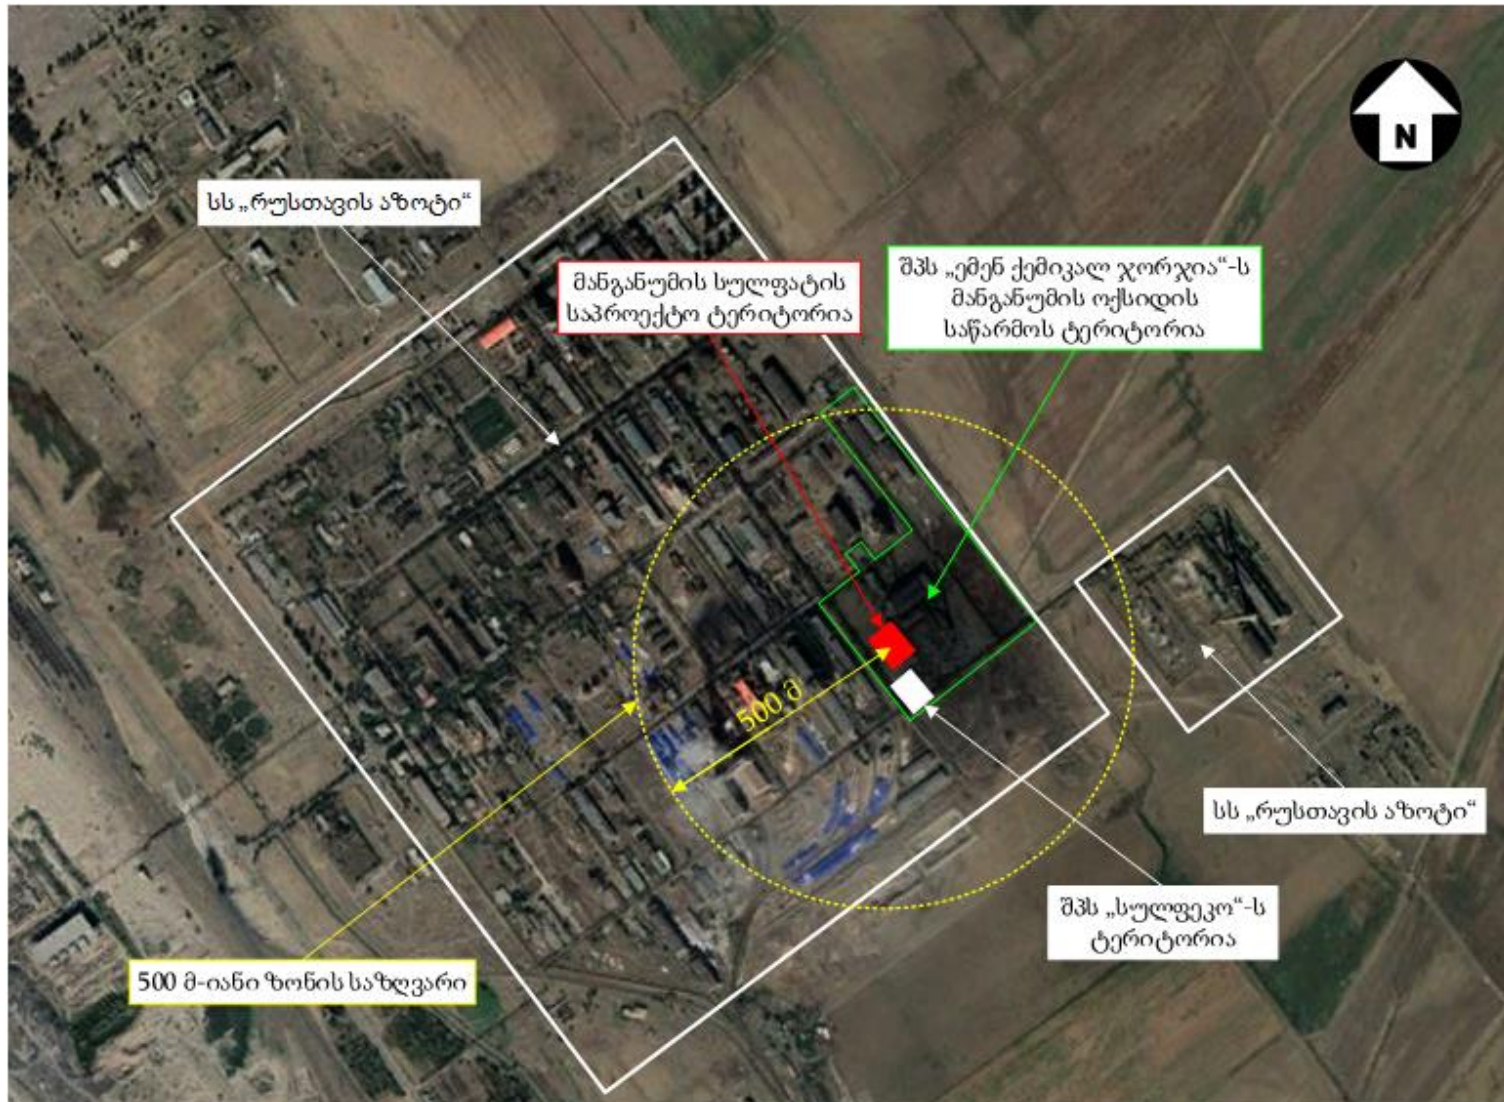 N
სს „რუსთავის აზოტი“
მანგანუმის სულფატის
საპროექტო ტერიტორია
შპს „ემენ ქემიკალ ჯორჯია“-ს
მანგანუმის ოქსიდის
საწარმოს ტერიტორია
500 მ
სს „რუსთავის აზოტი“
შპს „სულფეკო“-ს
ტერიტორია
500 მ-იანი ზონის საზღვარი